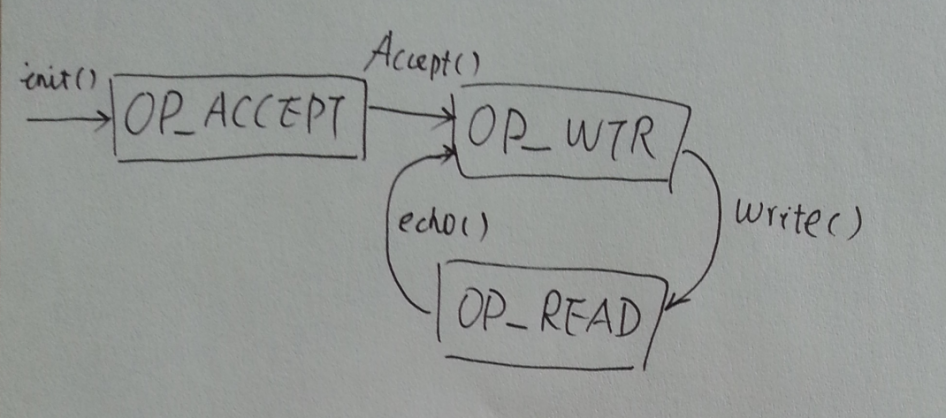 init()
OP_ACCEPT
Accept()
OP_WTR
echo()
write()
OP_READ